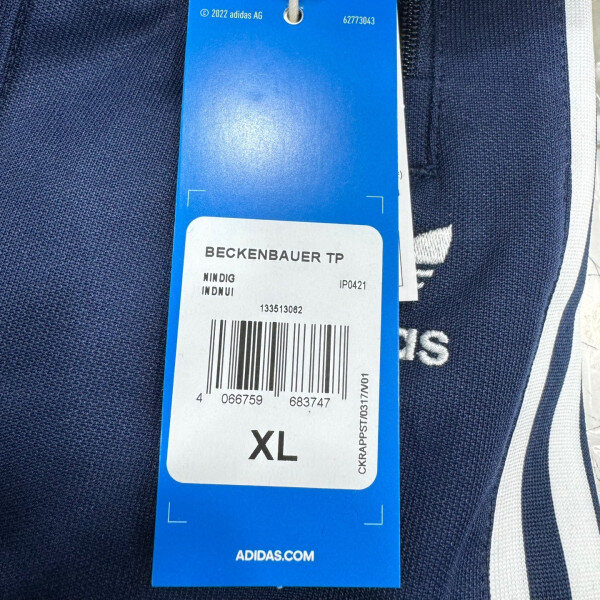 © 2022 adidas AG
62773043
BECKENBAUER TP
NINDIG
INDNUI
IP0421
133513062
4 066759 683747
XL
CKRAPPST/0317/V01
ADIDAS.COM